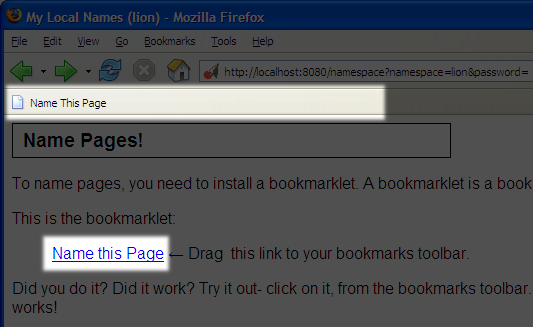 My Local Names (lion) - Mozilla Firefox
File Edit View Go Bookmarks Tools Help
http://localhost:8080/namespace?namespace=lion&password=
Name This Page
Name Pages!
To name pages, you need to install a bookmarklet. A bookmarklet is a book
This is the bookmarklet:
Name this Page ← Drag this link to your bookmarks toolbar.
Did you do it? Did it work? Try it out- click on it, from the bookmarks toolbar.
works!